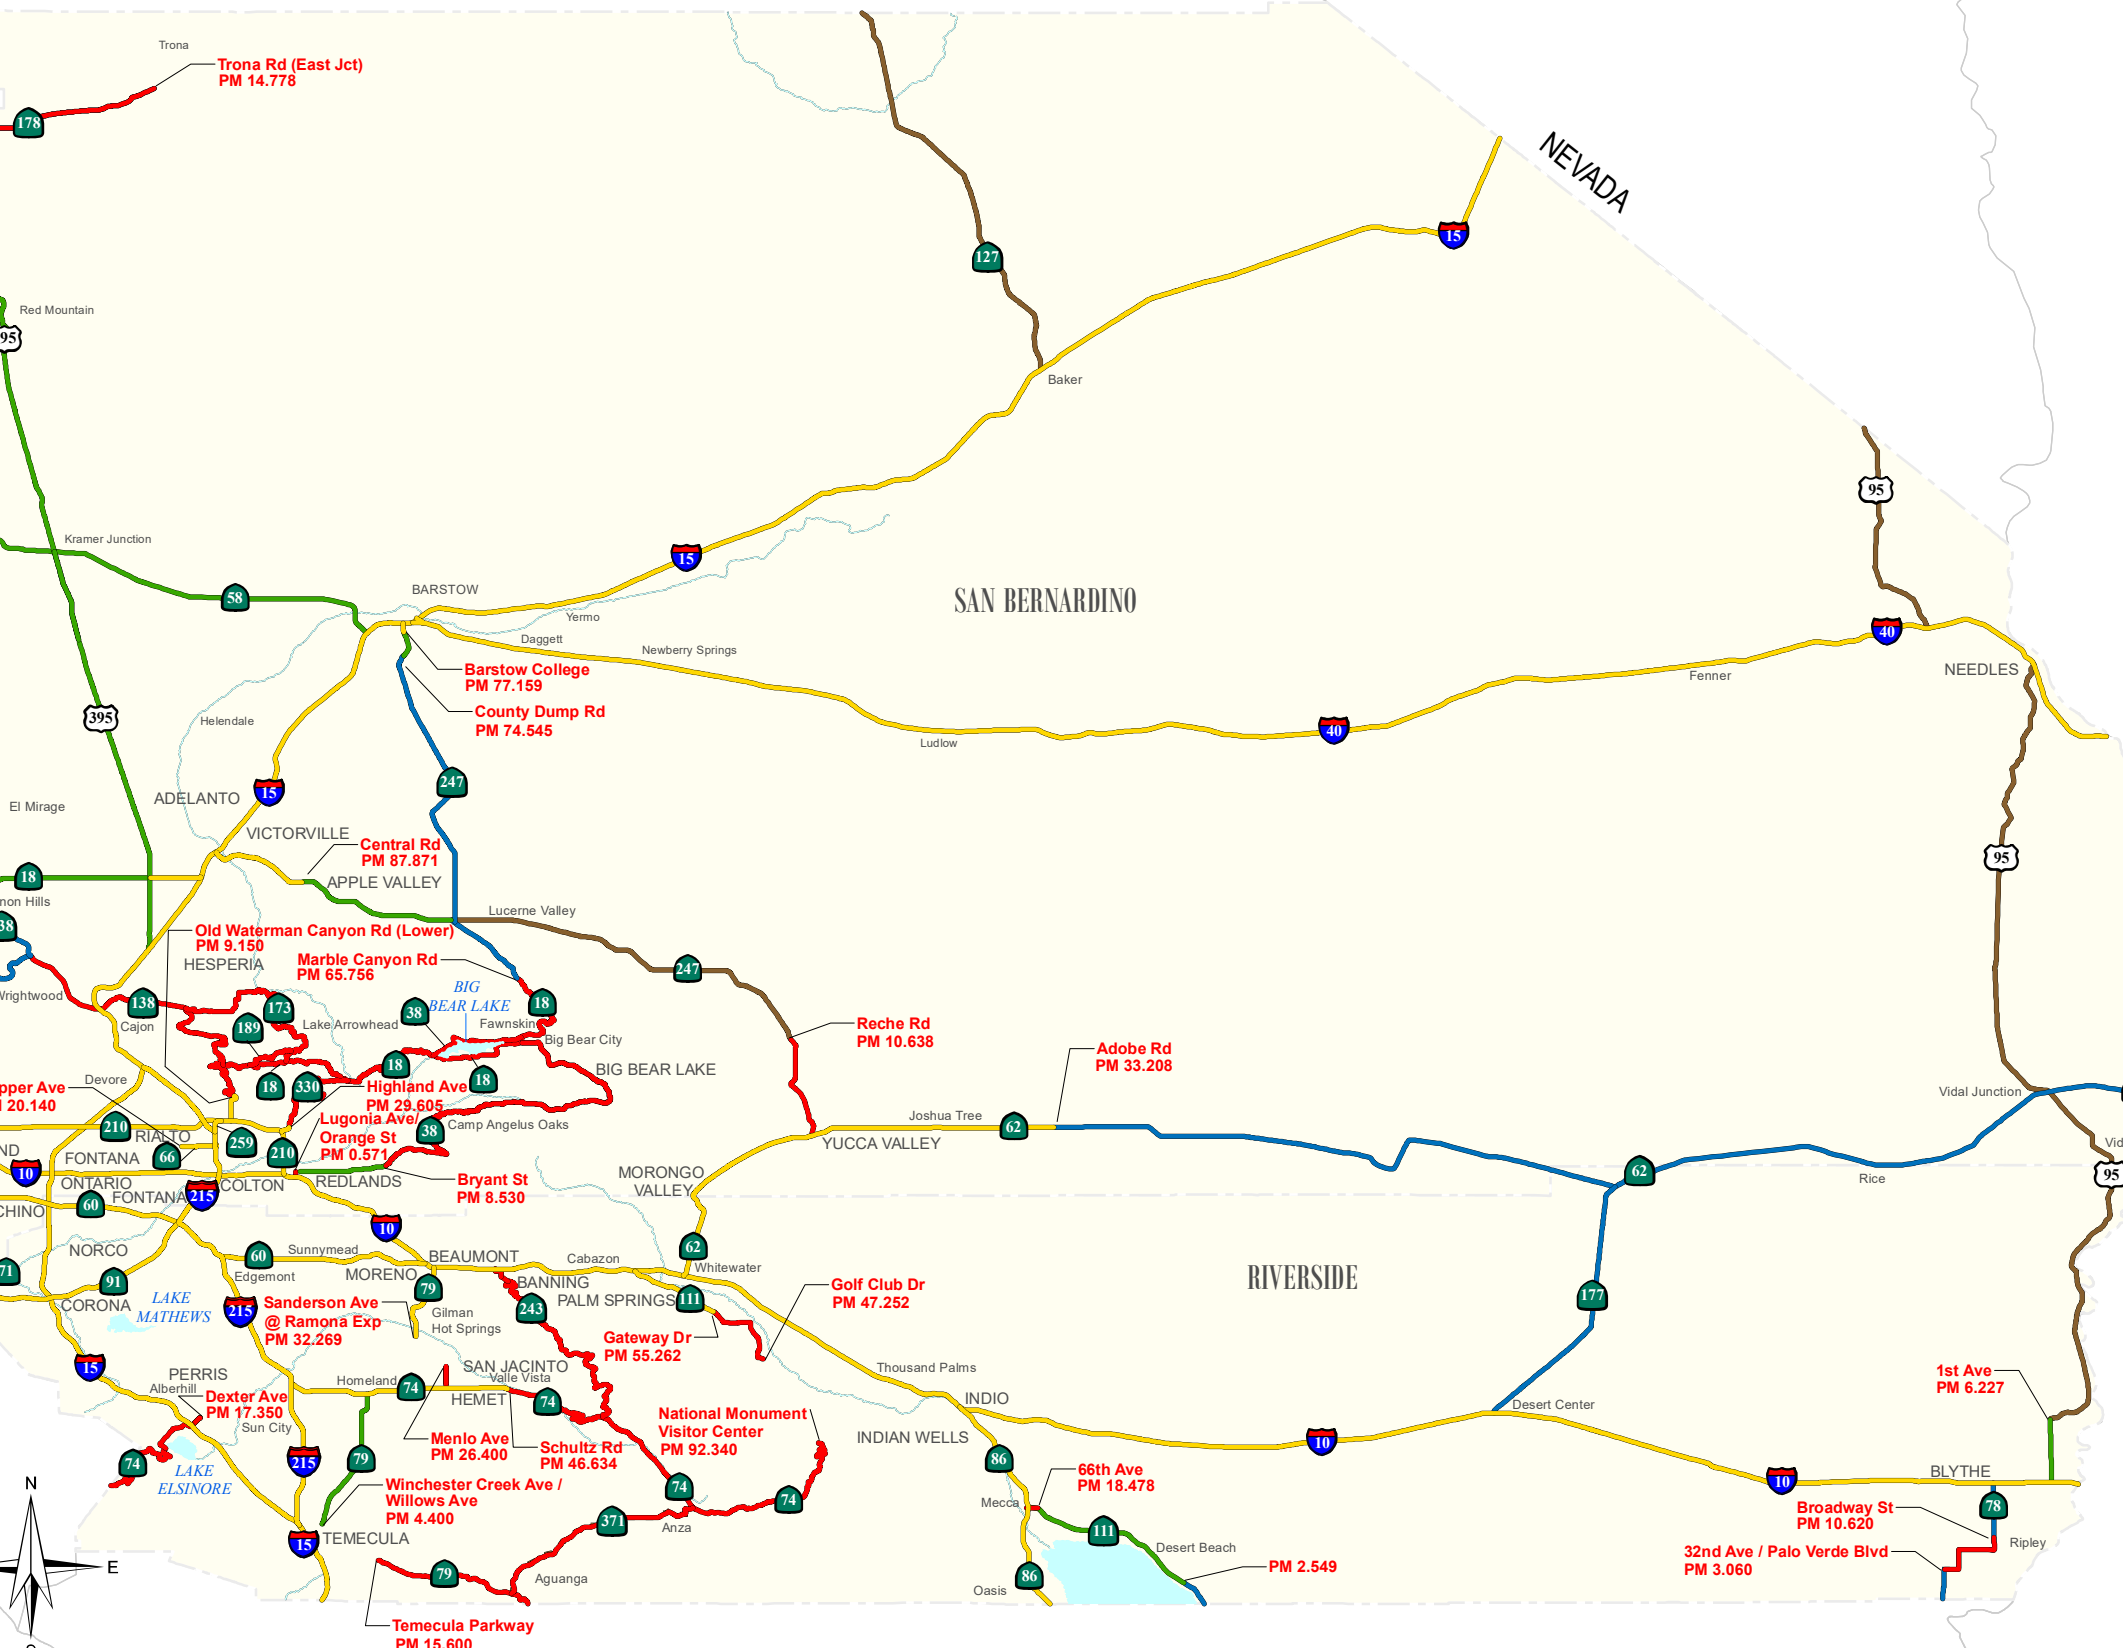 Trona
Trona Rd (East Jct)
PM 14.778
178
NEVADA
127
15
Red Mountain
95
Baker
95
Kramer Junction
15
58
BARSTOW
SAN BERNARDINO
Yermo
Daggett
Newberry Springs
40
Barstow College
PM 77.159
Fenner
NEEDLES
County Dump Rd
PM 74.545
395
Helendale
40
Ludlow
247
15
ADELANTO
El Mirage
VICTORVILLE
Central Rd
PM 87.871
95
18
APPLE VALLEY
non Hills
Lucerne Valley
38
Old Waterman Canyon Rd (Lower)
PM 9.150
HESPERIA
Marble Canyon Rd
PM 65.756
247
Wrightwood
BIG
BEAR LAKE
138
173
38
18
Cajon
189
Lake Arrowhead
Fawnskin
Big Bear City
Reche Rd
PM 10.638
Adobe Rd
PM 33.208
18
BIG BEAR LAKE
Devore
18
330
18
Highland Ave
PM 29.605
pper Ave
20.140
Vidal Junction
Lugonia Ave/
Orange St
PM 0.571
210
RIALTO
259
38
Camp Angelus Oaks
Joshua Tree
62
YUCCA VALLEY
66
210
ND
FONTANA
10
ONTARIO
COLTON
REDLANDS
Bryant St
PM 8.530
MORONGO
VALLEY
62
Rice
Vid
95
60
FONTANA
215
CHINO
10
NORCO
60
Sunnymead
BEAUMONT
Cabazon
62
Whitewater
71
91
Edgemont
MORENO
79
BANNING
PALM SPRINGS
111
Golf Club Dr
PM 47.252
RIVERSIDE
177
CORONA
LAKE
MATHEWS
215
Sanderson Ave
@ Ramona Exp
PM 32.269
Gilman
Hot Springs
243
Gateway Dr
PM 55.262
15
PERRIS
Alberhill
Homeland
74
SAN JACINTO
Valle Vista
HEMET
74
Thousand Palms
INDIO
1st Ave
PM 6.227
Dexter Ave
PM 17.350
Sun City
National Monument
Visitor Center
PM 92.340
Desert Center
INDIAN WELLS
10
Menlo Ave
PM 26.400
Schultz Rd
PM 46.634
74
LAKE
ELSINORE
215
79
86
66th Ave
PM 18.478
10
BLYTHE
N
Winchester Creek Ave /
Willows Ave
PM 4.400
74
74
Mecca
Broadway St
PM 10.620
78
15
TEMECULA
371
Anza
111
Desert Beach
Ripley
E
32nd Ave / Palo Verde Blvd
PM 3.060
79
Aguanga
86
Oasis
PM 2.549
Temecula Parkway
PM 15.600